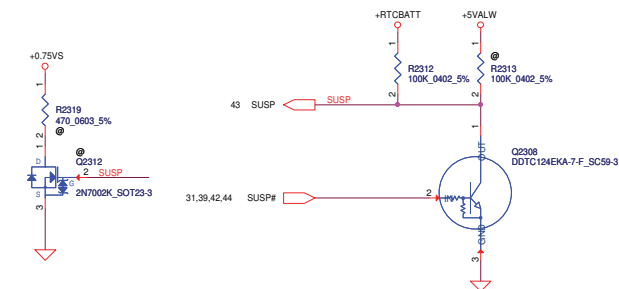 +RTCBATT
+5VALW
+0.75VS
1
1
@
R2312
100K_0402_5%
R2313
100K_0402_5%
1
R2319
470_0603_5%
2
@
2
2
43 SUSP
SUSP
1
@
Q2312
1
D
2
SUSP
G
S
2N7002K_SOT23-3
3
OUT
Q2308
DDTC124EKA-7-F_SC59-3
31,39,42,44 SUSP#
2
IN
GND
3